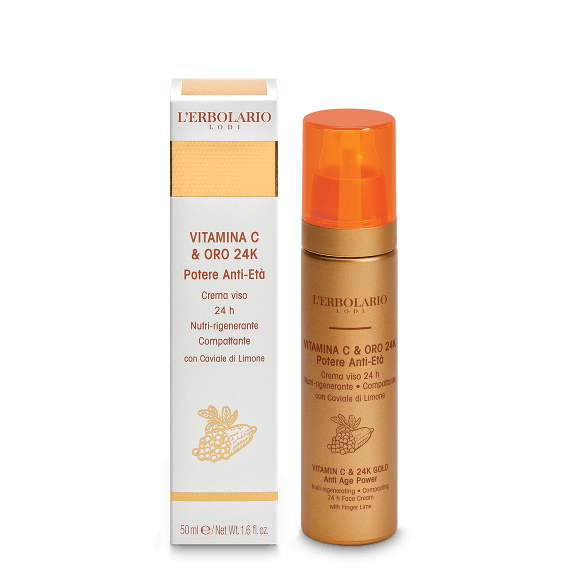 L'ERBOLARIO
LODI
VITAMINA C
& ORO 24K
Potere Anti-Età
Crema viso
24 h
Nutri-rigenerante
Compattante
con Caviale di Limone
50 ml ℮ / Net Wt. 1.6 fl. oz.
L'ERBOLARIO
LODI
VITAMINA C & ORO 24K
Potere Anti-Età
Crema viso 24 h
Nutri-rigenerante • Compattante
con Caviale di Limone
VITAMIN C & 24K GOLD
Anti Age Power
Nutri-regenerating • Compacting
24 h Face Cream
with Finger Lime